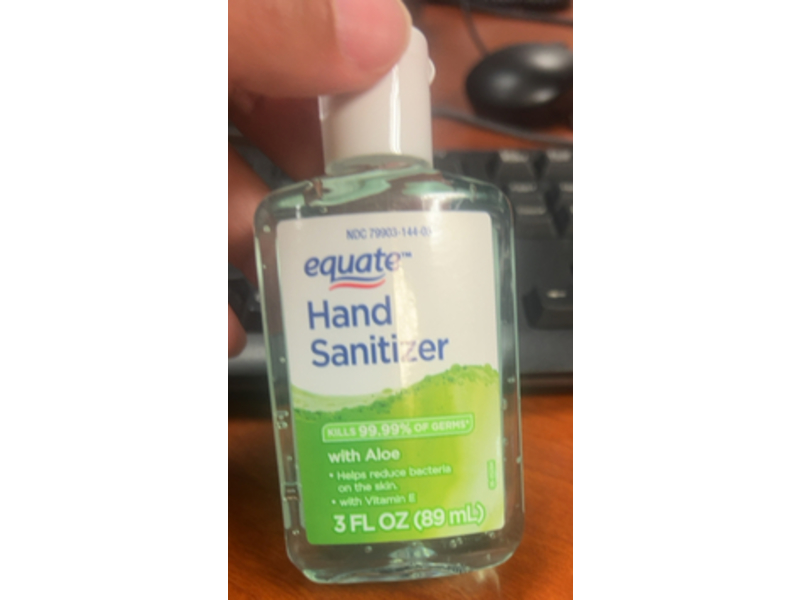 NDC 79903-144-0
equate™
Hand
Sanitizer
KILLS 99.99% OF GERMS*
with Aloe
• Helps reduce bacteria
on the skin.
• with Vitamin E
3 FL OZ (89 mL)